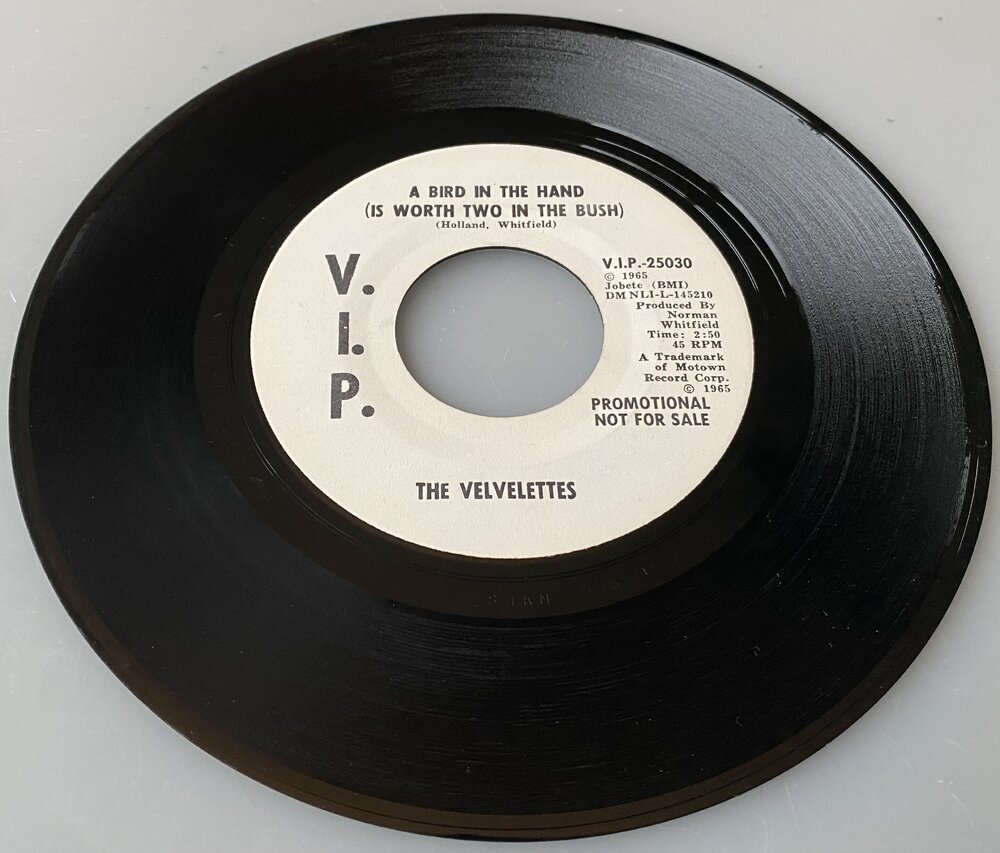 A BIRD IN THE HAND
(IS WORTH TWO IN THE BUSH)
(Holland, Whitfield)
V.
I.
P.
V.I.P.-25030
© 1965
Jobete (BMI)
DM NLI-L-145210
Produced By
Norman
Whitfield
Time: 2:50
45 RPM
A Trademark
of Motown
Record Corp.
© 1965
PROMOTIONAL
NOT FOR SALE
THE VELVELETTES